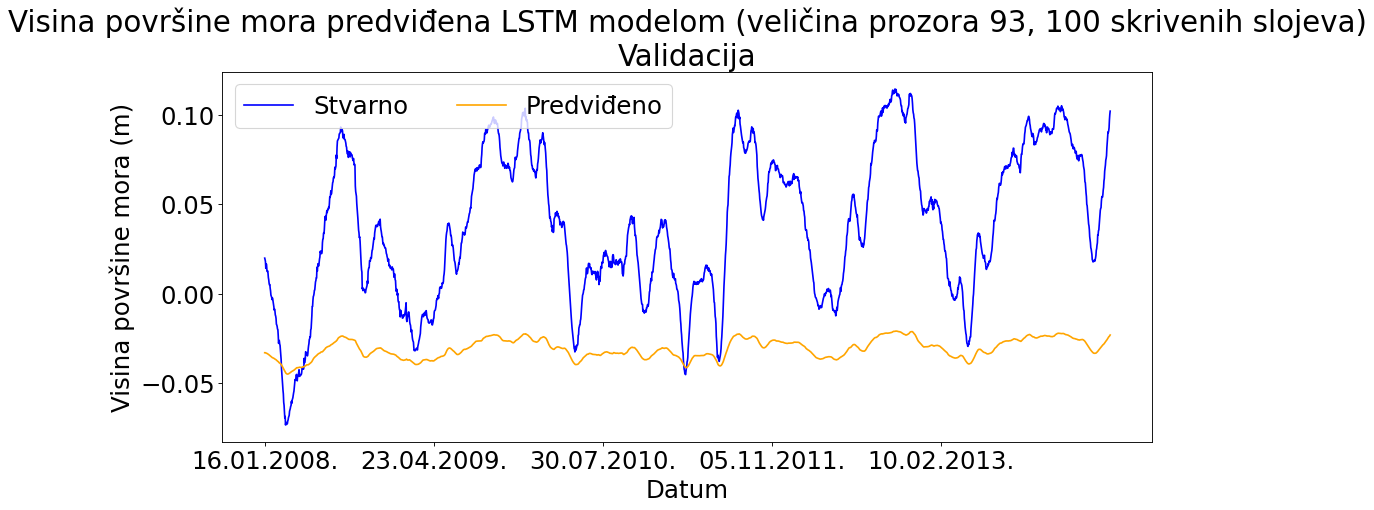 Visina površine mora predviđena LSTM modelom (veličina prozora 93, 100 skrivenih slojeva)
Validacija
Stvarno
Predviđeno
Visina površine mora (m)
0.10
0.05
0.00
−0.05
16.01.2008.
23.04.2009.
30.07.2010.
05.11.2011.
10.02.2013.
Datum